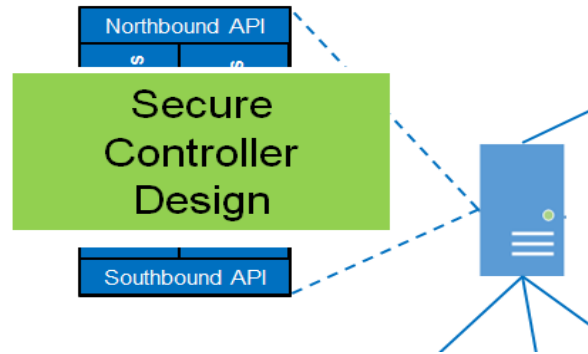 Northbound API
s
s
Secure
Controller
Design
Southbound API